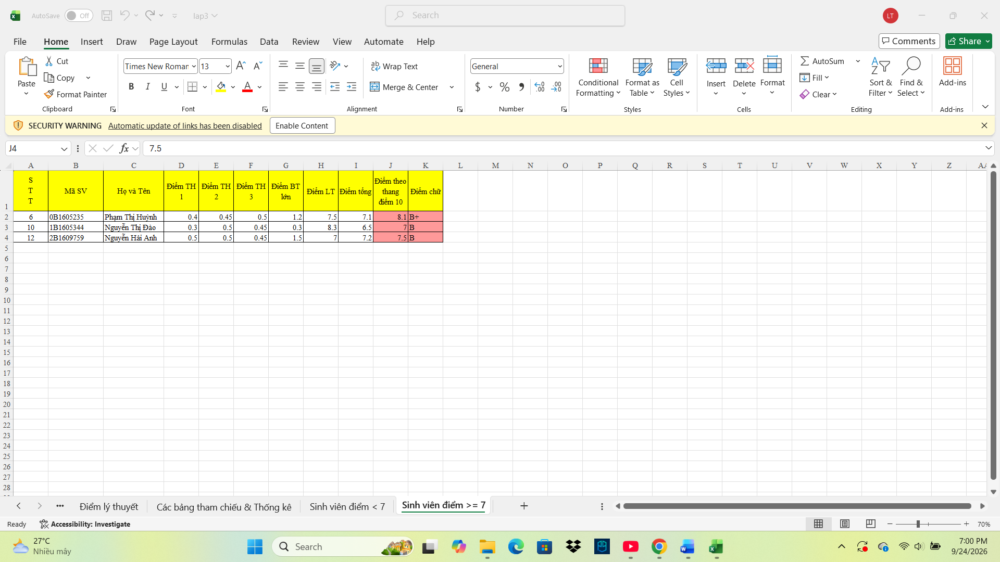 AutoSave Off lap3 Search LT
File Home Insert Draw Page Layout Formulas Data Review View Automate Help Comments Share
Paste Cut Copy Format Painter Clipboard
Times New Roman 13 B I U A A A Font
Wrap Text Merge & Center Alignment
General $ % Number
Conditional Formatting Format as Table Cell Styles Styles
Insert Delete Format Cells
AutoSum Fill Clear Sort & Filter Find & Select Editing
Add-ins Add-ins
SECURITY WARNING Automatic update of links has been disabled Enable Content
J4 fx 7.5
A B C D E F G H I J K L M N O P Q R S T U V W X Y Z AA
1 STT Mã SV Họ và Tên Điểm TH 1 Điểm TH 2 Điểm TH 3 Điểm BT lớn Điểm LT Điểm tổng Điểm theo thang điểm 10 Điểm chữ
2 6 0B1605235 Phạm Thị Huỳnh 0.4 0.45 0.5 1.2 7.5 7.1 8.1 B+
3 10 1B1605344 Nguyễn Thị Đào 0.3 0.5 0.45 0.3 8.3 6.5 7 B
4 12 2B1609759 Nguyễn Hải Anh 0.5 0.5 0.45 1.5 7 7.2 7.5 B
5
6
7
8
9
10
11
12
13
14
15
16
17
18
19
20
21
22
23
24
25
26
27
28
Điểm lý thuyết Các bảng tham chiếu & Thống kê Sinh viên điểm < 7 Sinh viên điểm >= 7
Ready Accessibility: Investigate 70%
27°C Search 7:00 PM
Nhiều mây 9/24/2026